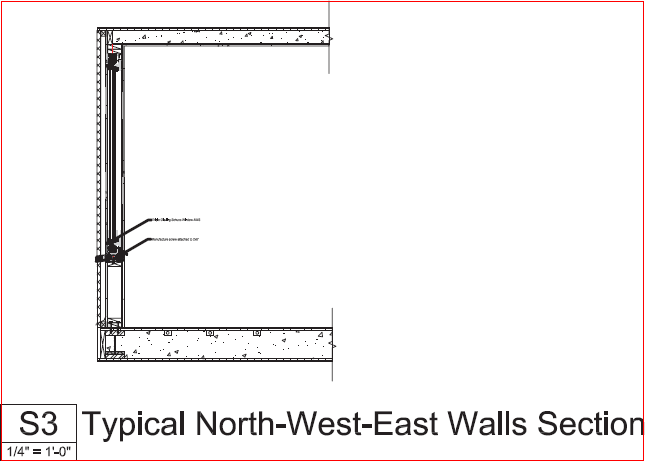 S3 Typical North-West-East Walls Section
1/4" = 1'-0"